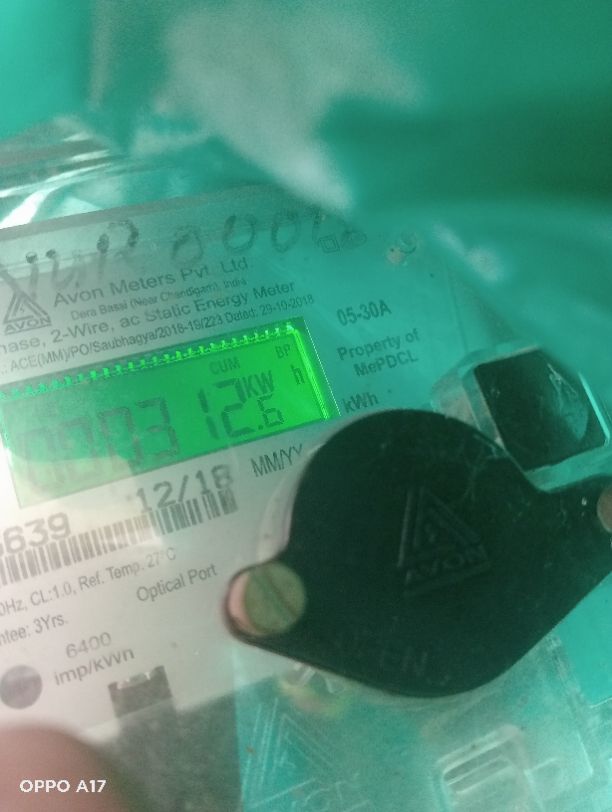 Avon Meters Pvt. Ltd.
Dera Bassi (Near Chandigarh), India
AVON
hase, 2-Wire, ac Static Energy Meter
.: ACE(MM)/PO/Saubhagya/2018-19/223 Dated: 29-10-2018
05-30A
Property of
MePDCL
CUM BP
KW h
12.6
kWh
MM/YY
12/18
639
0Hz, CL:1.0, Ref. Temp. 27°C
ntee: 3Yrs.
Optical Port
6400
imp/kWh
AVON
OPPO A17